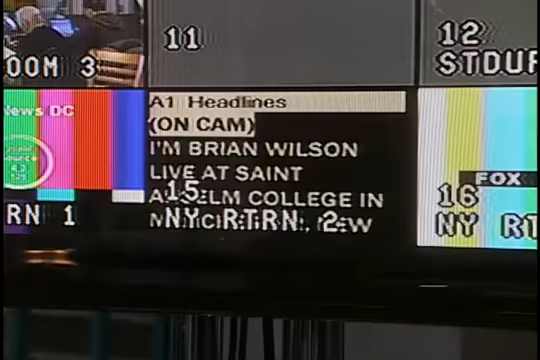 OOM 3
11
12
STDUF
News DC
A1 Headlines
(ON CAM)
I'M BRIAN WILSON
LIVE AT SAINT
15
COLLEGE IN
NY RTRN 2
RN 1
FOX
16
NY RT